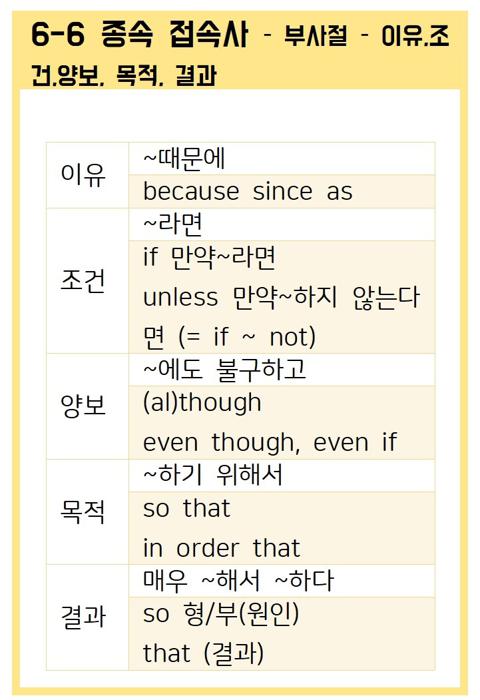 6-6 종속 접속사 - 부사절 - 이유,조
건,양보, 목적, 결과
이유
~때문에
because since as
조건
~라면
if 만약~라면
unless 만약~하지 않는다
면 (= if ~ not)
양보
~에도 불구하고
(al)though
even though, even if
목적
~하기 위해서
so that
in order that
결과
매우 ~해서 ~하다
so 형/부(원인)
that (결과)